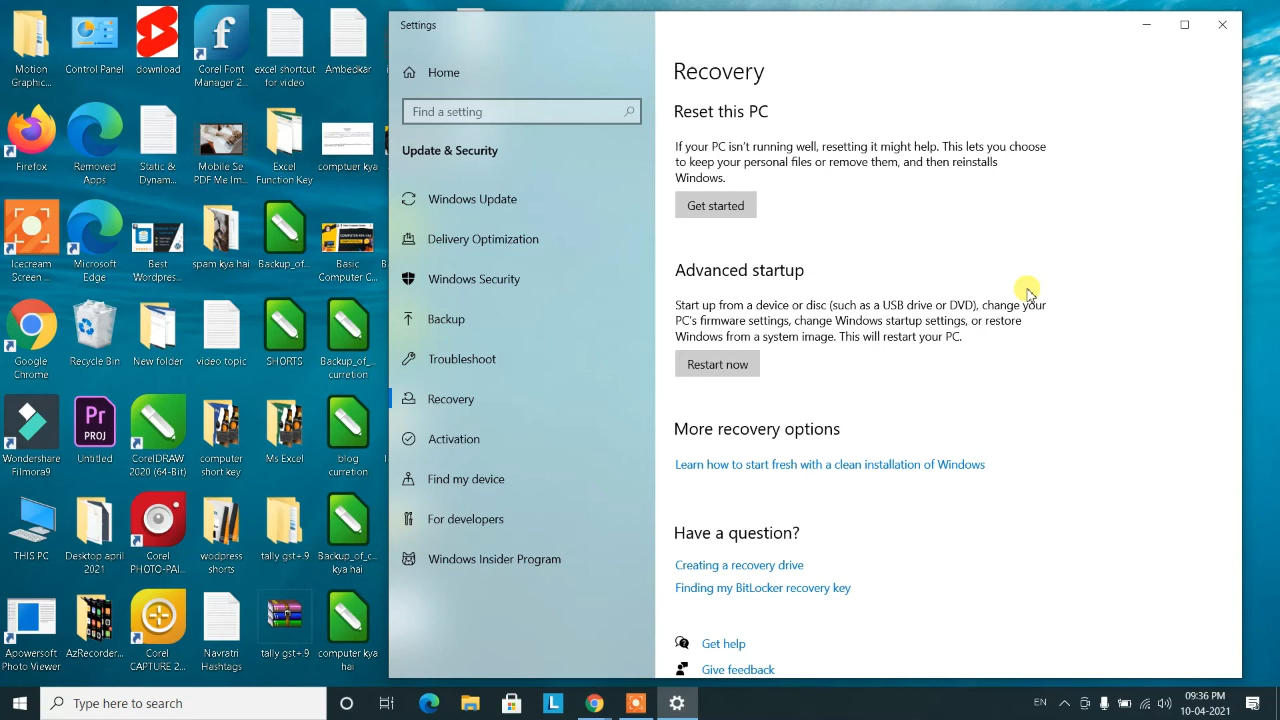 Motion
Graphic...
Control Panel
download
Corel Font
Manager 2...
excel shortcut
for video
Ambedkar
Firefox
Removed
Apps
Static &
Dynam...
Mobile Se
PDF Me Im...
Excel
Function Key
comptuer kya
Icecream
Screen ...
Microsoft
Edge
Best
Wordpres...
spam kya hai
Backup_of...
Basic
Computer C...
Google
Chrome
Recycle Bin
New folder
video topic
SHORTS
Backup_of_...
curretion
PROJ
Pr
Wondershare
Filmora9
Untitled
CorelDRAW
2020 (64-Bit)
computer
short key
Ms Excel
blog
curretion
THIS PC
Desktop april
2021
Corel
PHOTO-PAI...
wodpress
shorts
tally gst+.9
Backup_of_c...
kya hai
Apowersoft
Photo Viewer
AzRecorder...
Corel
CAPTURE 2...
Navratri
Hashtags
tally gst+.9
computer kya
hai
Settings
Home
Find a setting
Update & Security
Windows Update
Delivery Optimization
Windows Security
Backup
Troubleshoot
Recovery
Activation
Find my device
For developers
Windows Insider Program
Recovery
Reset this PC
If your PC isn't running well, resetting it might help. This lets you choose
to keep your personal files or remove them, and then reinstalls
Windows.
Get started
Advanced startup
Start up from a device or disc (such as a USB drive or DVD), change your
PC's firmware settings, change Windows startup settings, or restore
Windows from a system image. This will restart your PC.
Restart now
More recovery options
Learn how to start fresh with a clean installation of Windows
Have a question?
Creating a recovery drive
Finding my BitLocker recovery key
Get help
Give feedback
Type here to search
L
EN
09:36 PM
10-04-2021